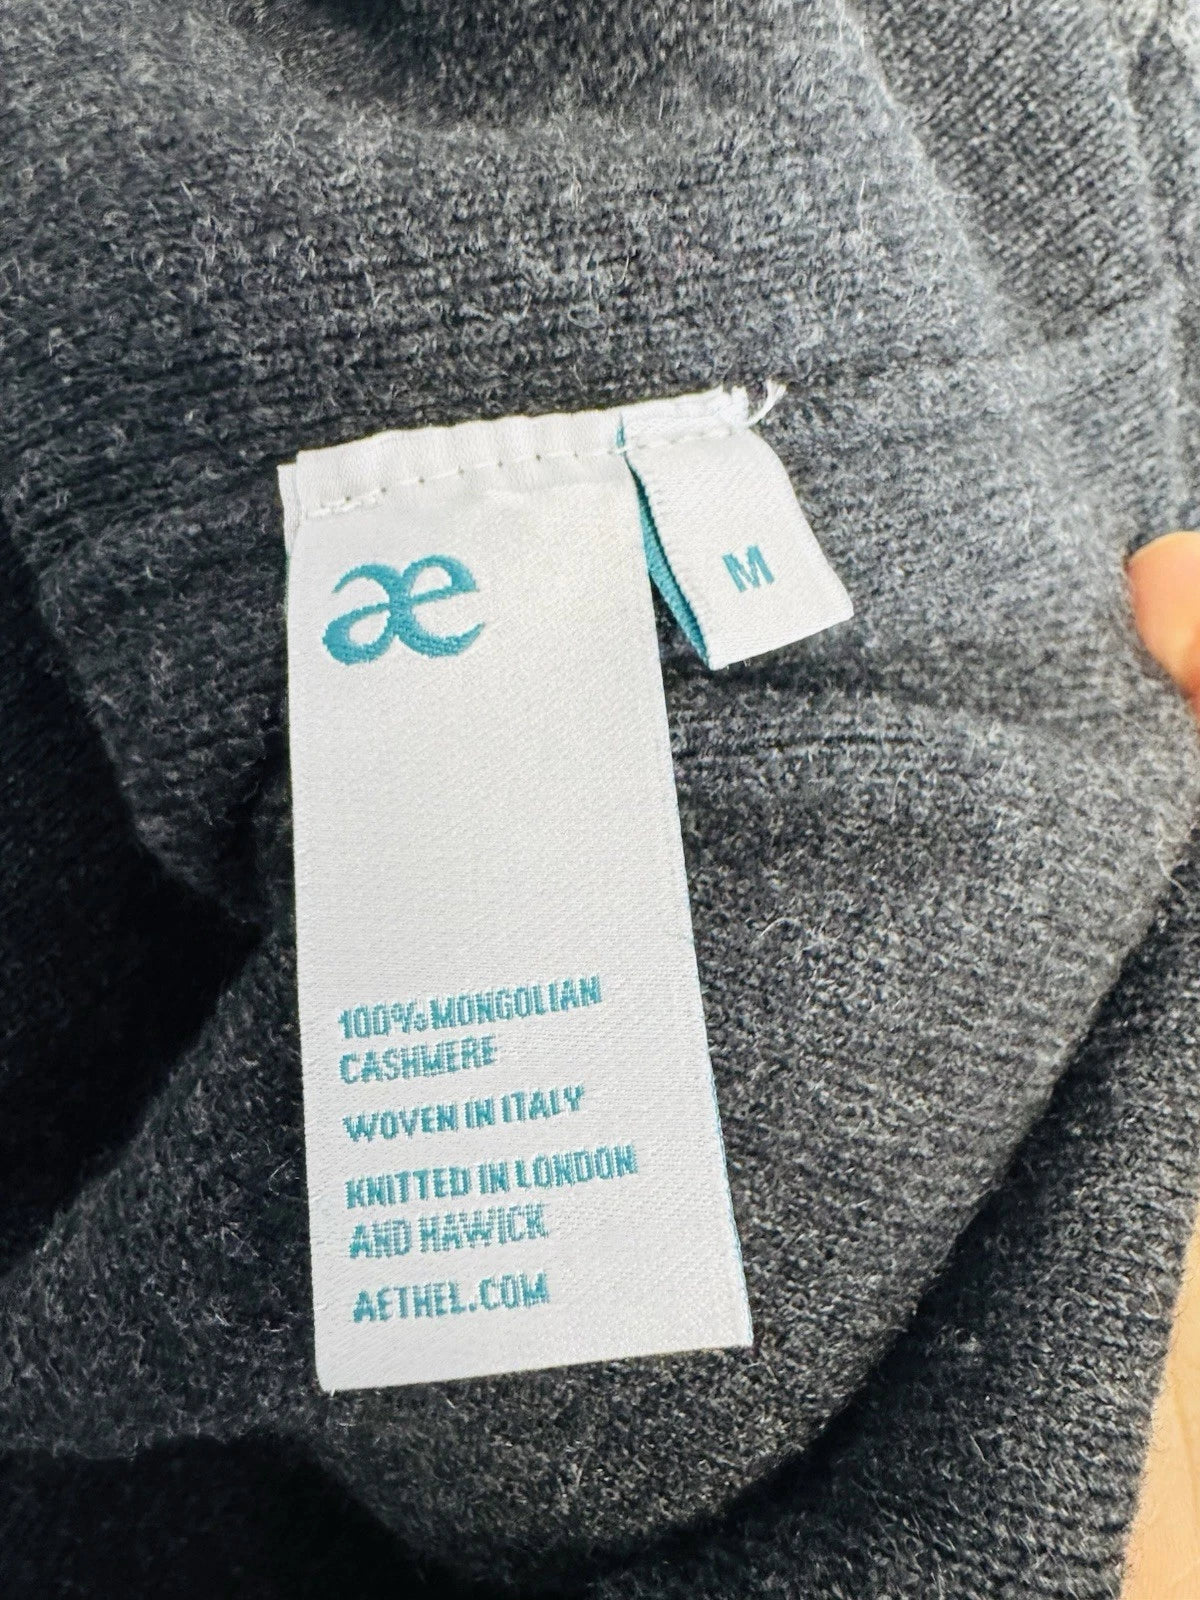 æ
M
100% MONGOLIAN
CASHMERE
WOVEN IN ITALY
KNITTED IN LONDON
AND HAWICK
AETHEL.COM